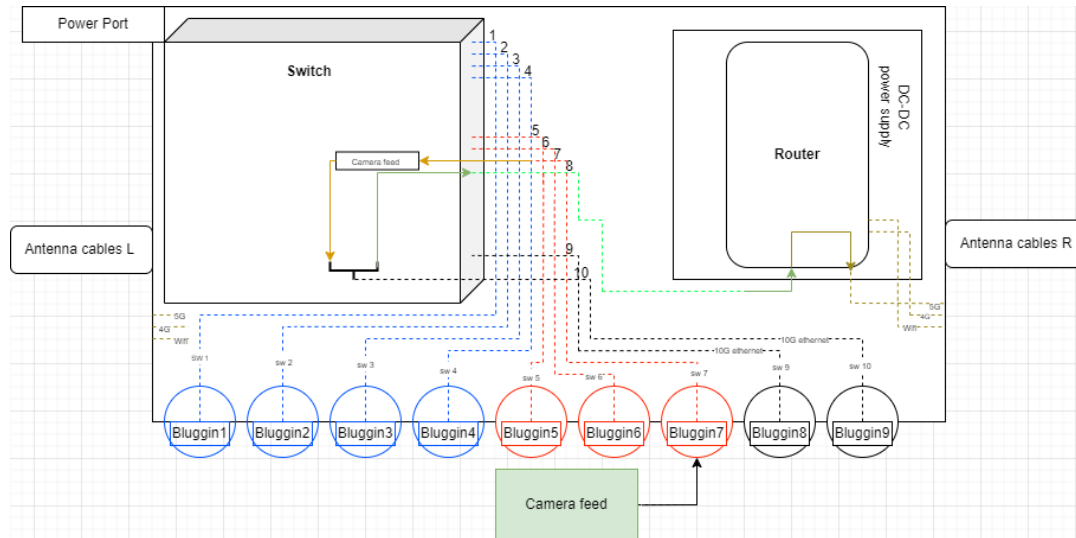 Power Port
Switch
1
2
3
4
5
6
7
8
9
10
Camera feed
Router
DC-DC
power supply
Antenna cables L
Antenna cables R
5G
4G
Wifi
5G
4G
Wifi
10G ethernet
10G ethernet
sw 1
sw 2
sw 3
sw 4
sw 5
sw 6
sw 7
sw 9
sw 10
Bluggin1
Bluggin2
Bluggin3
Bluggin4
Bluggin5
Bluggin6
Bluggin7
Bluggin8
Bluggin9
Camera feed